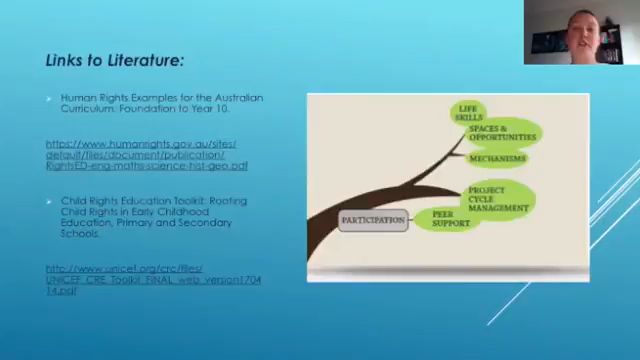 Links to Literature:
Human Rights Examples for the Australian
Curriculum. Foundation to Year 10.
https://www.humanrights.gov.au/sites/
default/files/document/publication/
RightsED-eng-maths-science-hist-geo.pdf
Child Rights Education Toolkit: Rooting
Child Rights in Early Childhood
Education, Primary and Secondary
Schools.
http://www.unicef.org/crc/files/
UNICEF_CRE_Toolkit_FINAL_web_version1704
14.pdf
LIFE
SKILLS
SPACES &
OPPORTUNITIES
MECHANISMS
PROJECT
CYCLE
MANAGEMENT
PEER
SUPPORT
PARTICIPATION